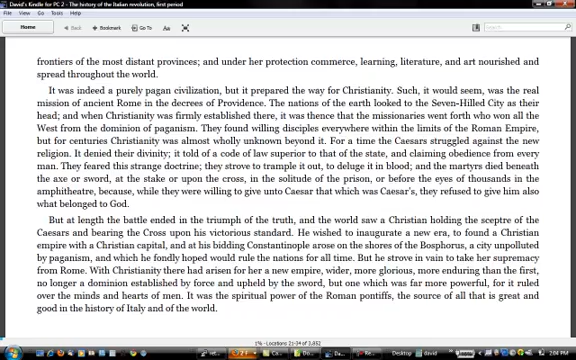 David's Kindle for PC 2 - The history of the Italian revolution, first period
File View Go Tools Help
Home Back Bookmark Go To Aa
frontiers of the most distant provinces; and under her protection commerce, learning, literature, and art nourished and
spread throughout the world.
It was indeed a purely pagan civilization, but it prepared the way for Christianity. Such, it would seem, was the real
mission of ancient Rome in the decrees of Providence. The nations of the earth looked to the Seven-Hilled City as their
head; and when Christianity was firmly established there, it was thence that the missionaries went forth who won all the
West from the dominion of paganism. They found willing disciples everywhere within the limits of the Roman Empire,
but for centuries Christianity was almost wholly unknown beyond it. For a time the Caesars struggled against the new
religion. It denied their divinity; it told of a code of law superior to that of the state, and claiming obedience from every
man. They feared this strange doctrine; they strove to trample it out, to deluge it in blood; and the martyrs died beneath
the axe or sword, at the stake or upon the cross, in the solitude of the prison, or before the eyes of thousands in the
amphitheatre, because, while they were willing to give unto Caesar that which was Caesar's, they refused to give him also
what belonged to God.
But at length the battle ended in the triumph of the truth, and the world saw a Christian holding the sceptre of the
Caesars and bearing the Cross upon his victorious standard. He wished to inaugurate a new era, to found a Christian
empire with a Christian capital, and at his bidding Constantinople arose on the shores of the Bosphorus, a city unpolluted
by paganism, and which he fondly hoped would rule the nations for all time. But he strove in vain to take her supremacy
from Rome. With Christianity there had arisen for her a new empire, wider, more glorious, more enduring than the first,
no longer a dominion established by force and upheld by the sword, but one which was far more powerful, for it ruled
over the minds and hearts of men. It was the spiritual power of the Roman pontiffs, the source of all that is great and
good in the history of Italy and of the world.
1% - Locations 21-34 of 3,892
Desktop david 2:04 PM